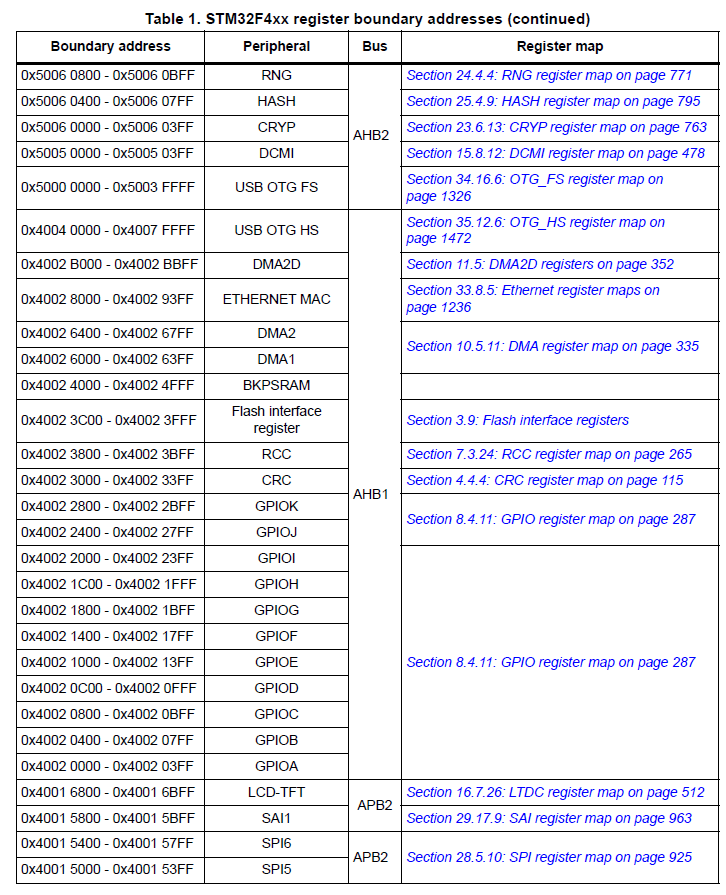 Table 1. STM32F4xx register boundary addresses (continued)
Boundary address Peripheral Bus Register map
0x5006 0800 - 0x5006 0BFF RNG AHB2 Section 24.4.4: RNG register map on page 771
0x5006 0400 - 0x5006 07FF HASH Section 25.4.9: HASH register map on page 795
0x5006 0000 - 0x5006 03FF CRYP Section 23.6.13: CRYP register map on page 763
0x5005 0000 - 0x5005 03FF DCMI Section 15.8.12: DCMI register map on page 478
0x5000 0000 - 0x5003 FFFF USB OTG FS Section 34.16.6: OTG_FS register map on
page 1326
0x4004 0000 - 0x4007 FFFF USB OTG HS AHB1 Section 35.12.6: OTG_HS register map on
page 1472
0x4002 B000 - 0x4002 BBFF DMA2D Section 11.5: DMA2D registers on page 352
0x4002 8000 - 0x4002 93FF ETHERNET MAC Section 33.8.5: Ethernet register maps on
page 1236
0x4002 6400 - 0x4002 67FF DMA2 Section 10.5.11: DMA register map on page 335
0x4002 6000 - 0x4002 63FF DMA1
0x4002 4000 - 0x4002 4FFF BKPSRAM
0x4002 3C00 - 0x4002 3FFF Flash interface
register Section 3.9: Flash interface registers
0x4002 3800 - 0x4002 3BFF RCC Section 7.3.24: RCC register map on page 265
0x4002 3000 - 0x4002 33FF CRC Section 4.4.4: CRC register map on page 115
0x4002 2800 - 0x4002 2BFF GPIOK Section 8.4.11: GPIO register map on page 287
0x4002 2400 - 0x4002 27FF GPIOJ
0x4002 2000 - 0x4002 23FF GPIOI Section 8.4.11: GPIO register map on page 287
0x4002 1C00 - 0x4002 1FFF GPIOH
0x4002 1800 - 0x4002 1BFF GPIOG
0x4002 1400 - 0x4002 17FF GPIOF
0x4002 1000 - 0x4002 13FF GPIOE
0x4002 0C00 - 0x4002 0FFF GPIOD
0x4002 0800 - 0x4002 0BFF GPIOC
0x4002 0400 - 0x4002 07FF GPIOB
0x4002 0000 - 0x4002 03FF GPIOA
0x4001 6800 - 0x4001 6BFF LCD-TFT APB2 Section 16.7.26: LTDC register map on page 512
0x4001 5800 - 0x4001 5BFF SAI1 Section 29.17.9: SAI register map on page 963
0x4001 5400 - 0x4001 57FF SPI6 APB2 Section 28.5.10: SPI register map on page 925
0x4001 5000 - 0x4001 53FF SPI5